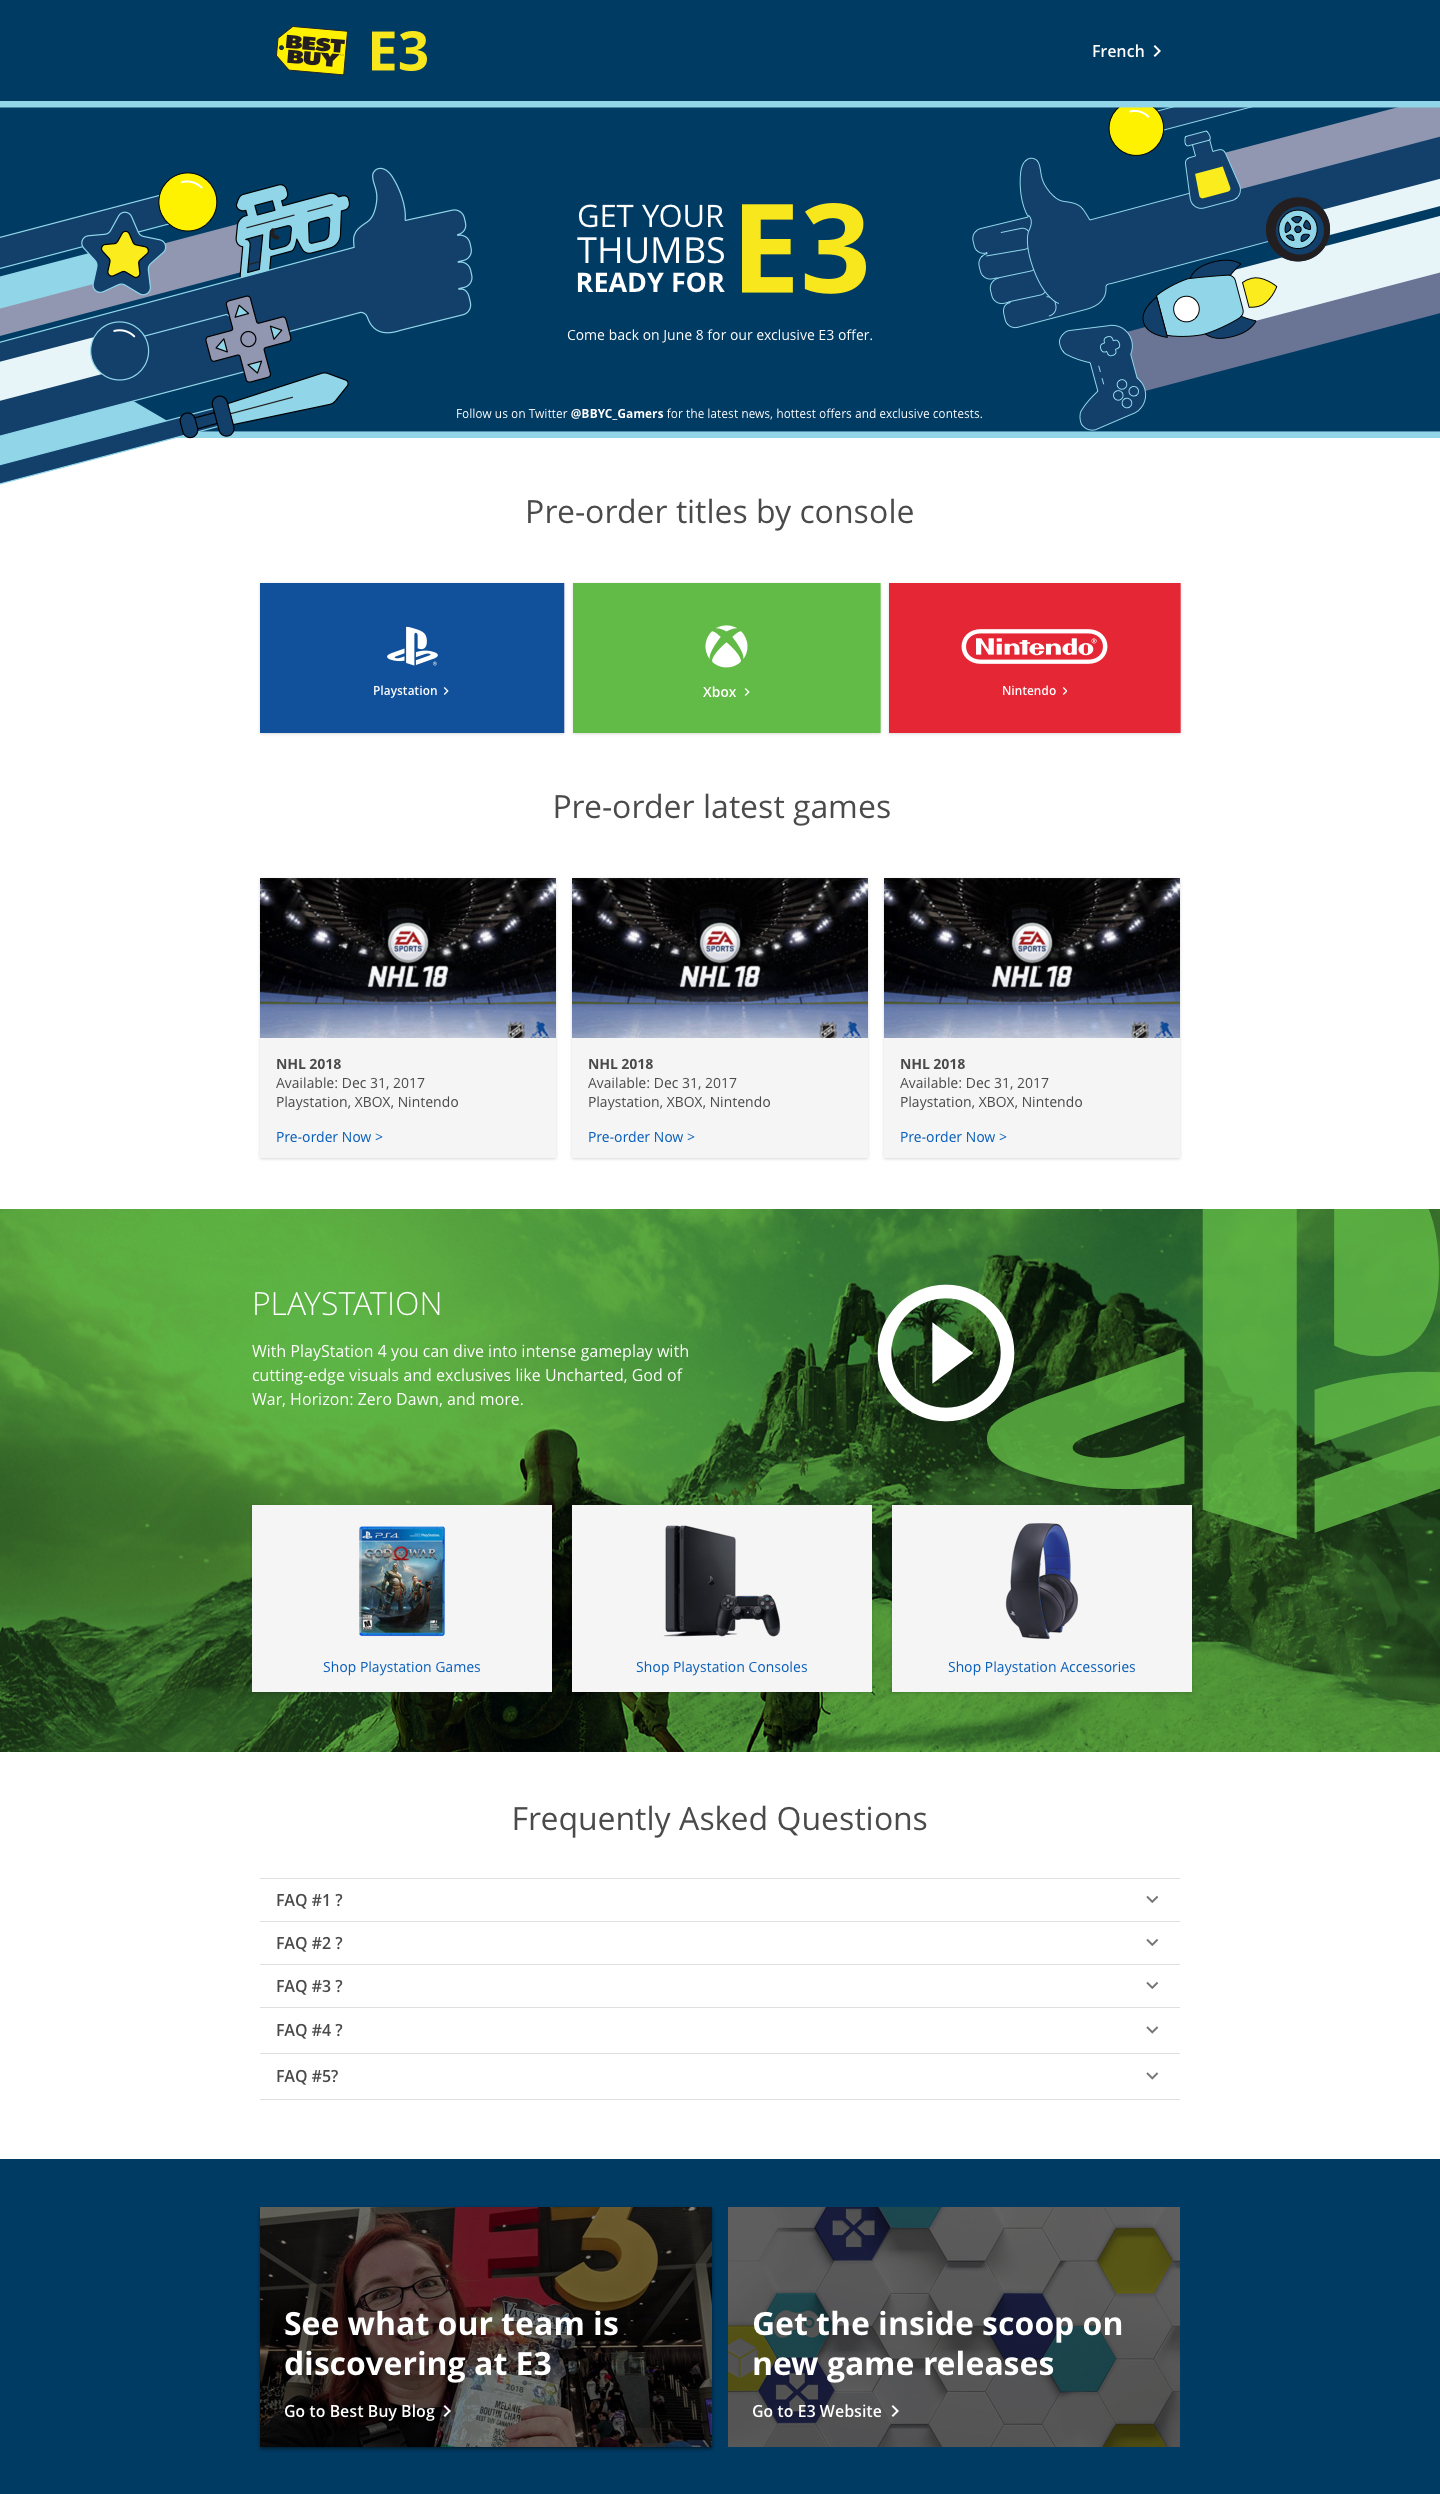 BEST
BUY
E3
French
GET YOUR
THUMBS
READY FOR
E3
Come back on June 8 for our exclusive E3 offer.
Follow us on Twitter @BBYC_Gamers for the latest news, hottest offers and exclusive contests.
Pre-order titles by console
Nintendo
Playstation
Xbox
Nintendo
Pre-order latest games
EA
SPORTS
NHL 18
EA
SPORTS
NHL 18
EA
SPORTS
NHL 18
NHL 2018
Available: Dec 31, 2017
Playstation, XBOX, Nintendo
Pre-order Now >
NHL 2018
Available: Dec 31, 2017
Playstation, XBOX, Nintendo
Pre-order Now >
NHL 2018
Available: Dec 31, 2017
Playstation, XBOX, Nintendo
Pre-order Now >
PLAYSTATION
With PlayStation 4 you can dive into intense gameplay with
cutting-edge visuals and exclusives like Uncharted, God of
War, Horizon: Zero Dawn, and more.
PS4
GOD OF WAR
Shop Playstation Games
Shop Playstation Consoles
Shop Playstation Accessories
Frequently Asked Questions
FAQ #1 ?
FAQ #2 ?
FAQ #3 ?
FAQ #4 ?
FAQ #5?
E3
See what our team is
discovering at E3
E 2018
MELANIE
Go to Best Buy Blog
Get the inside scoop on
new game releases
Go to E3 Website